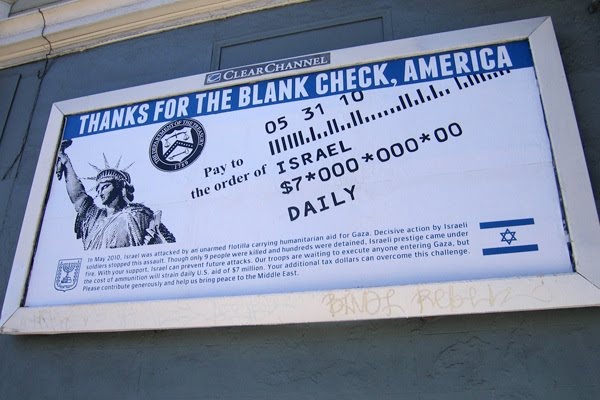 CLEARCHANNEL
THANKS FOR THE BLANK CHECK, AMERICA
05 31 10
Pay to
the order of ISRAEL
$7*000*000*00
DAILY
In May 2010, Israel was attacked by an unarmed flotilla carrying humanitarian aid for Gaza. Decisive action by Israeli
soldiers stopped this assault. Though only 9 people were killed and hundreds were detained, Israeli prestige came under
fire. With your support, Israel can prevent future attacks. Our troops are waiting to execute anyone entering Gaza, but
the cost of ammunition will strain daily U.S. aid of $7 million. Your additional tax dollars can overcome this challenge.
Please contribute generously and help us bring peace to the Middle East.